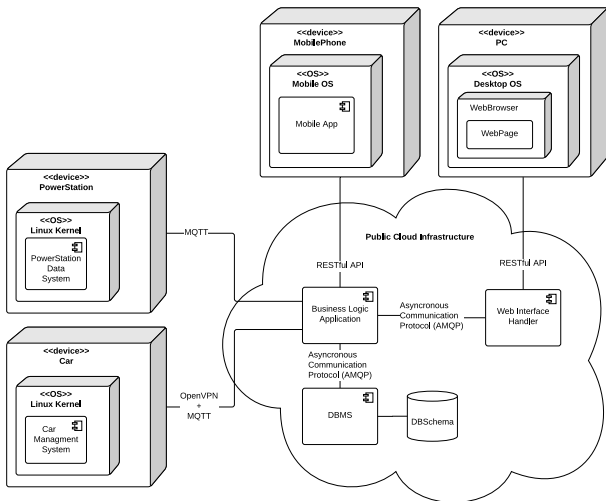 <<device>>
MobilePhone
<<OS>>
Mobile OS
Mobile App
<<device>>
PC
<<OS>>
Desktop OS
WebBrowser
WebPage
<<device>>
PowerStation
<<OS>>
Linux Kernel
PowerStation
Data
System
MQTT
Public Cloud Infrastructure
RESTful API
RESTful API
Business Logic
Application
Asyncronous
Communication
Protocol (AMQP)
Web Interface
Handler
<<device>>
Car
<<OS>>
Linux Kernel
Car
Managment
System
OpenVPN
+
MQTT
Asyncronous
Communication
Protocol (AMQP)
DBMS
DBSchema